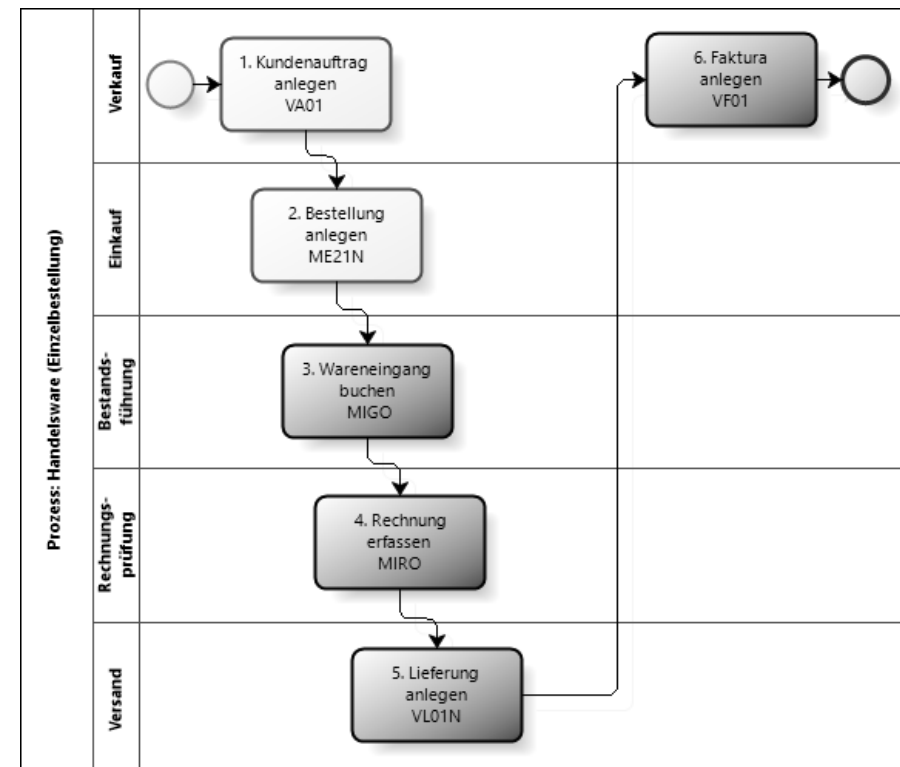 Prozess: Handelsware (Einzelbestellung)
Verkauf
1. Kundenauftrag
anlegen
VA01
6. Faktura
anlegen
VF01
Einkauf
2. Bestellung
anlegen
ME21N
Bestands-
führung
3. Wareneingang
buchen
MIGO
Rechnungs-
prüfung
4. Rechnung
erfassen
MIRO
Versand
5. Lieferung
anlegen
VL01N